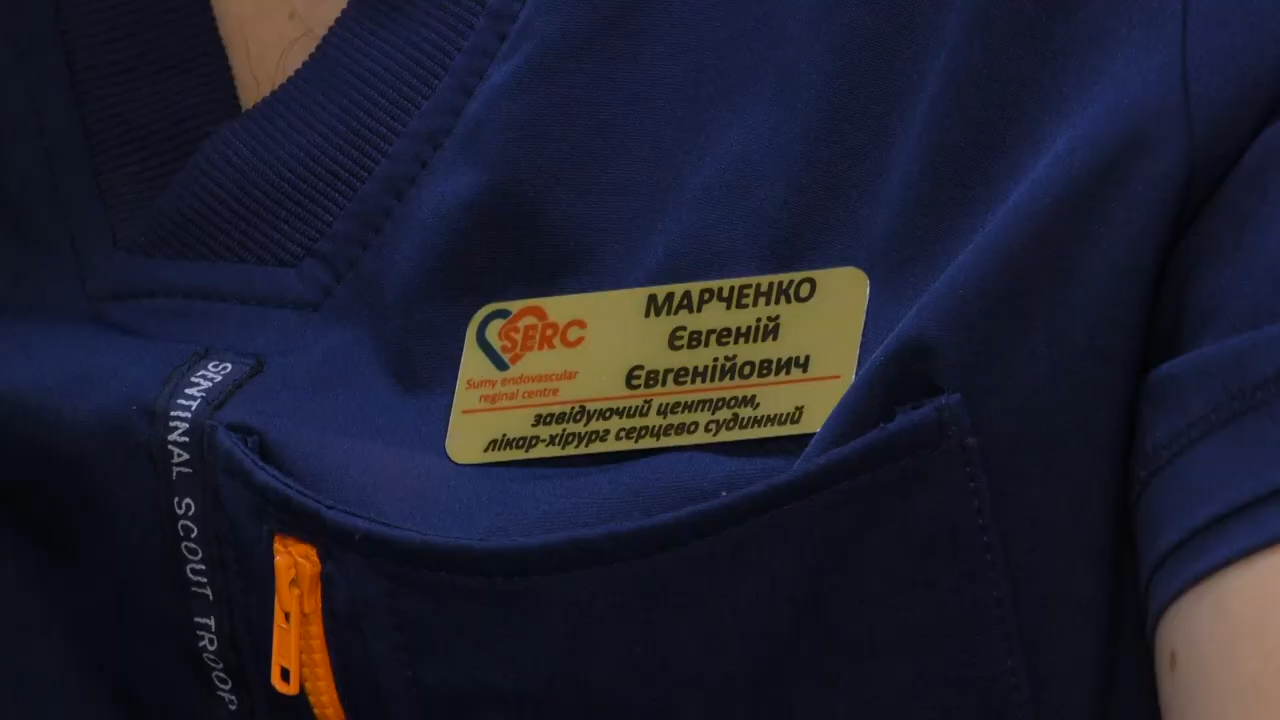 SERC
Sumy endovascular
reginal centre
МАРЧЕНКО
Євгеній
Євгенійович
завідуючий центром,
лікар-хірург серцево судинний
SENTINAL SCOUT TROOP